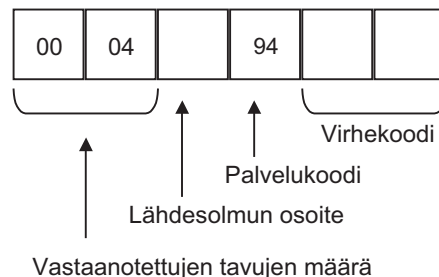 00 04 94
Virhekoodi
Palvelukoodi
Lähdesolmun osoite
Vastaanotettujen tavujen määrä